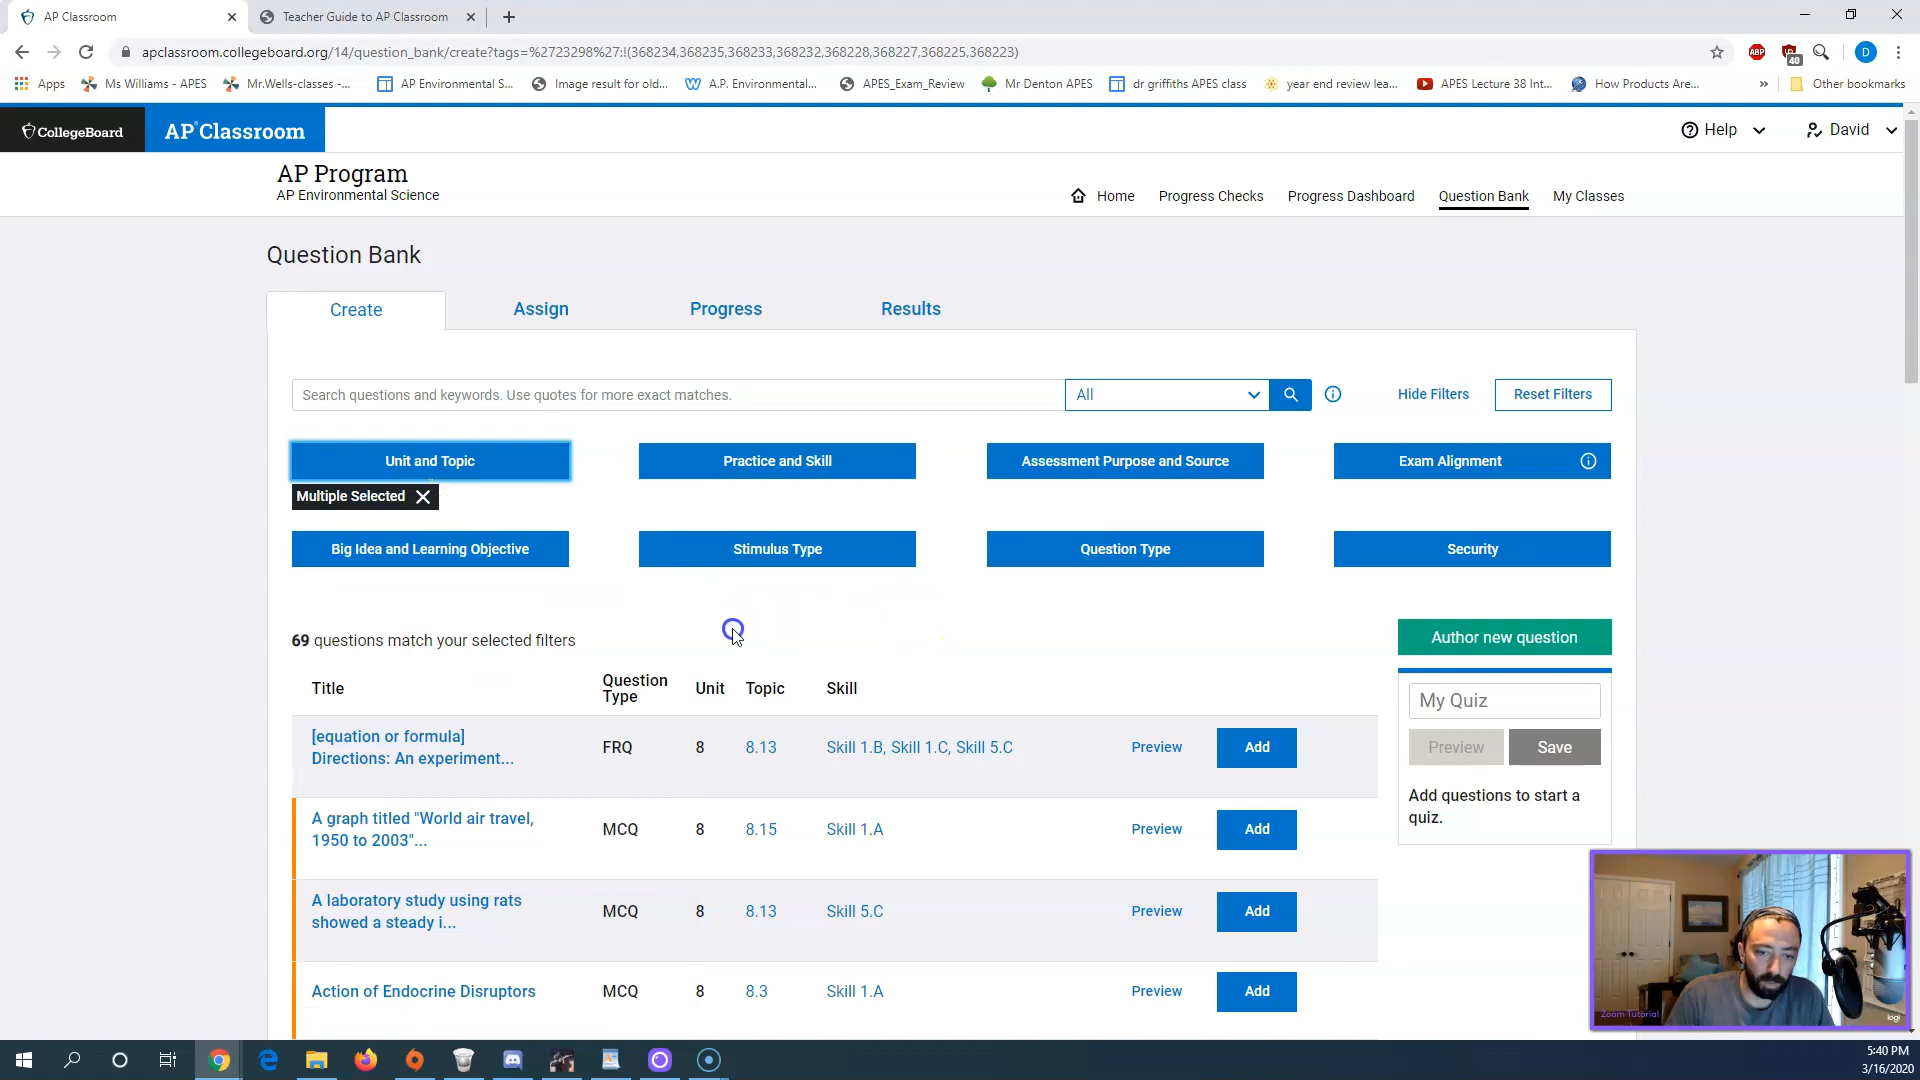 AP Classroom
Teacher Guide to AP Classroom
apclassroom.collegeboard.org/14/question_bank/create?tags=%2723298%27:!(368234,368235,368233,368232,368228,368227,368225,368223)
ABP
40
D
Apps
Ms Williams - APES
Mr.Wells-classes -...
AP Environmental S...
Image result for old...
A.P. Environmental...
APES_Exam_Review
Mr Denton APES
dr griffiths APES class
year end review lea...
APES Lecture 38 Int...
How Products Are...
»
Other bookmarks
CollegeBoard
AP Classroom
Help
David
AP Program
AP Environmental Science
Home
Progress Checks
Progress Dashboard
Question Bank
My Classes
Question Bank
Create
Assign
Progress
Results
Search questions and keywords. Use quotes for more exact matches.
All
Hide Filters
Reset Filters
Unit and Topic
Practice and Skill
Assessment Purpose and Source
Exam Alignment
Multiple Selected
Big Idea and Learning Objective
Stimulus Type
Question Type
Security
69 questions match your selected filters
Author new question
Title
Question
Type
Unit
Topic
Skill
My Quiz
Preview
Save
Add questions to start a
quiz.
[equation or formula]
Directions: An experiment...
FRQ
8
8.13
Skill 1.B, Skill 1.C, Skill 5.C
Preview
Add
A graph titled "World air travel,
1950 to 2003"...
MCQ
8
8.15
Skill 1.A
Preview
Add
A laboratory study using rats
showed a steady i...
MCQ
8
8.13
Skill 5.C
Preview
Add
Action of Endocrine Disruptors
MCQ
8
8.3
Skill 1.A
Preview
Add
Zoom Tutorial
logi
5:40 PM
3/16/2020